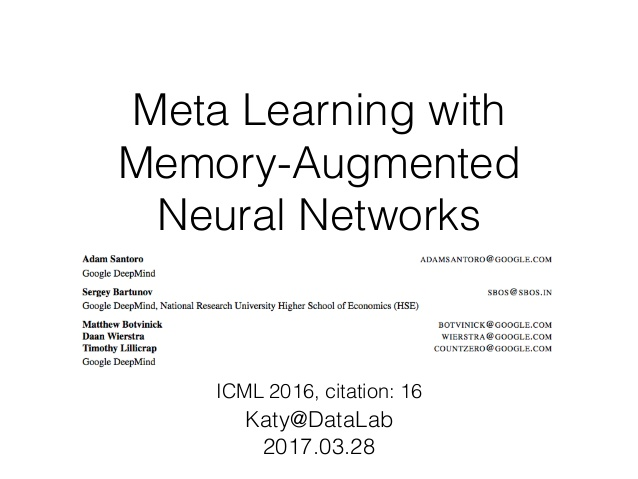 Meta Learning with
Memory-Augmented
Neural Networks
Adam Santoro ADAMSANTORO@GOOGLE.COM
Google DeepMind
Sergey Bartunov SBOS@SBOS.IN
Google DeepMind, National Research University Higher School of Economics (HSE)
Matthew Botvinick BOTVINICK@GOOGLE.COM
Daan Wierstra WIERSTRA@GOOGLE.COM
Timothy Lillicrap COUNTZERO@GOOGLE.COM
Google DeepMind
ICML 2016, citation: 16
Katy@DataLab
2017.03.28